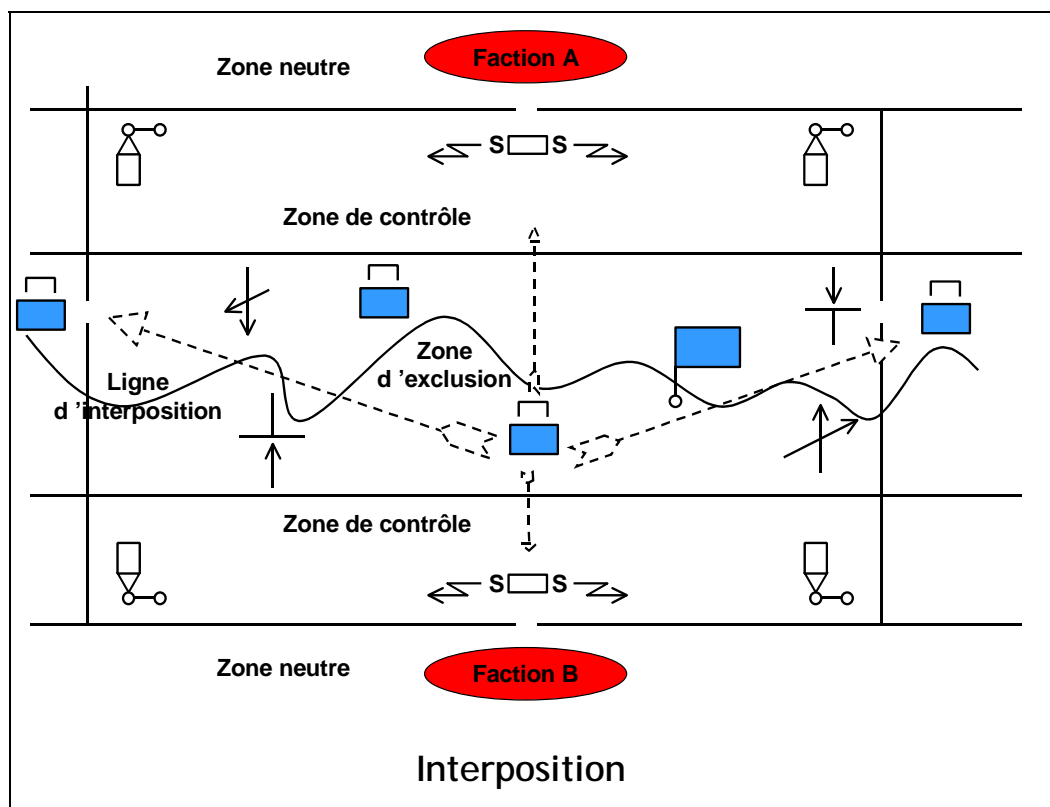 Faction A
Zone neutre
S S
Zone de contrôle
Zone
d ’exclusion
Ligne
d ’interposition
Zone de contrôle
S S
Zone neutre
Faction B
Interposition